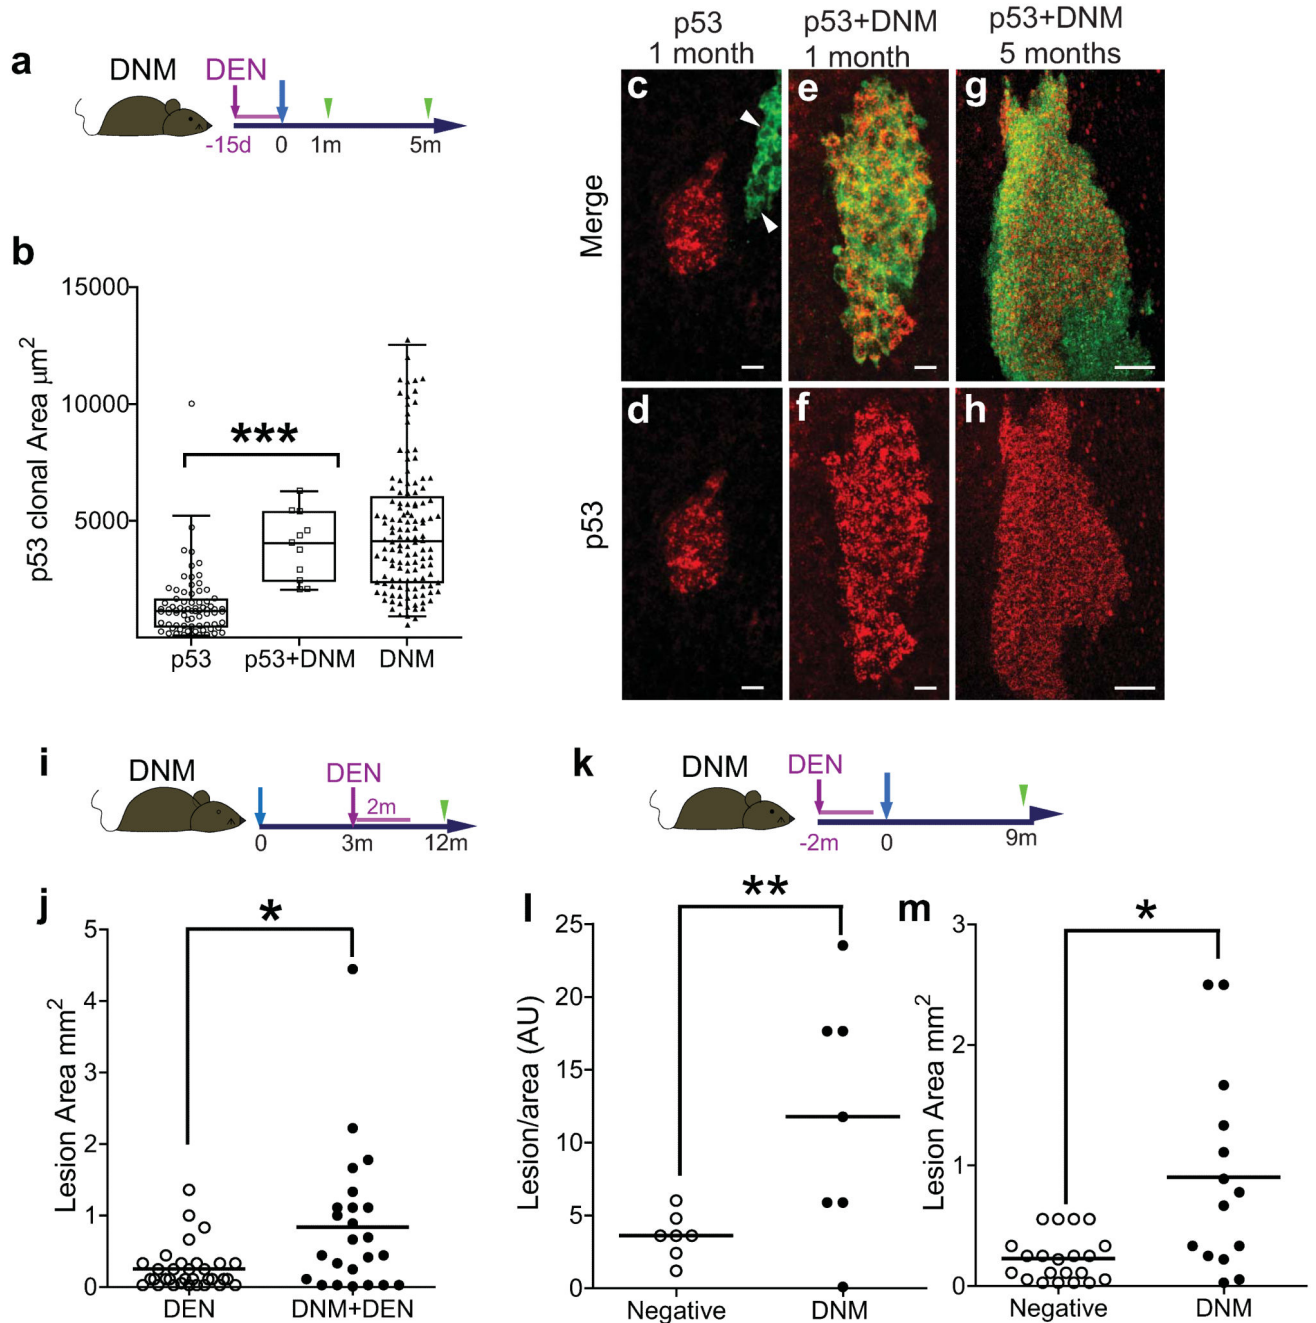 a
DNM
DEN
-15d 0 1m 5m
b
p53 clonal Area μm²
15000
10000
5000
***
p53 p53+DNM DNM
p53
1 month
p53+DNM
1 month
p53+DNM
5 months
Merge
c e g
p53
d f h
i
DNM
DEN
2m
0 3m 12m
k
DNM
DEN
-2m 0 9m
j
Lesion Area mm²
5
4
3
2
1
0
*
DEN DNM+DEN
l
Lesion/area (AU)
25
20
15
10
5
0
**
Negative DNM
m
Lesion Area mm²
3
2
1
0
*
Negative DNM